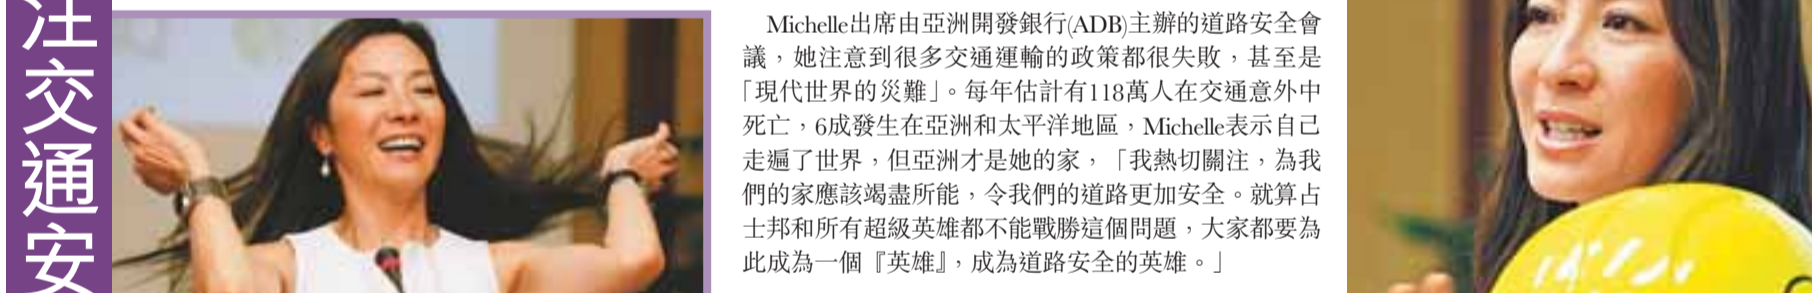 注交通安
Michelle出席由亞洲開發銀行(ADB)主辦的道路安全會
議，她注意到很多交通運輸的政策都很失敗，甚至是
「現代世界的災難」。每年估計有118萬人在交通意外中
死亡，6成發生在亞洲和太平洋地區，Michelle表示自己
走遍了世界，但亞洲才是她的家，「我熱切關注，為我
們的家應該竭盡所能，令我們的道路更加安全。就算占
士邦和所有超級英雄都不能戰勝這個問題，大家都要為
此成為一個『英雄』，成為道路安全的英雄。」